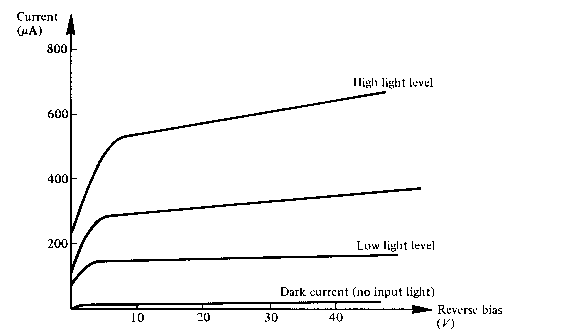 Current
(μA)
800
High light level
600
400
Low light level
200
Dark current (no input light)
10 20 30 40
Reverse bias
(V)